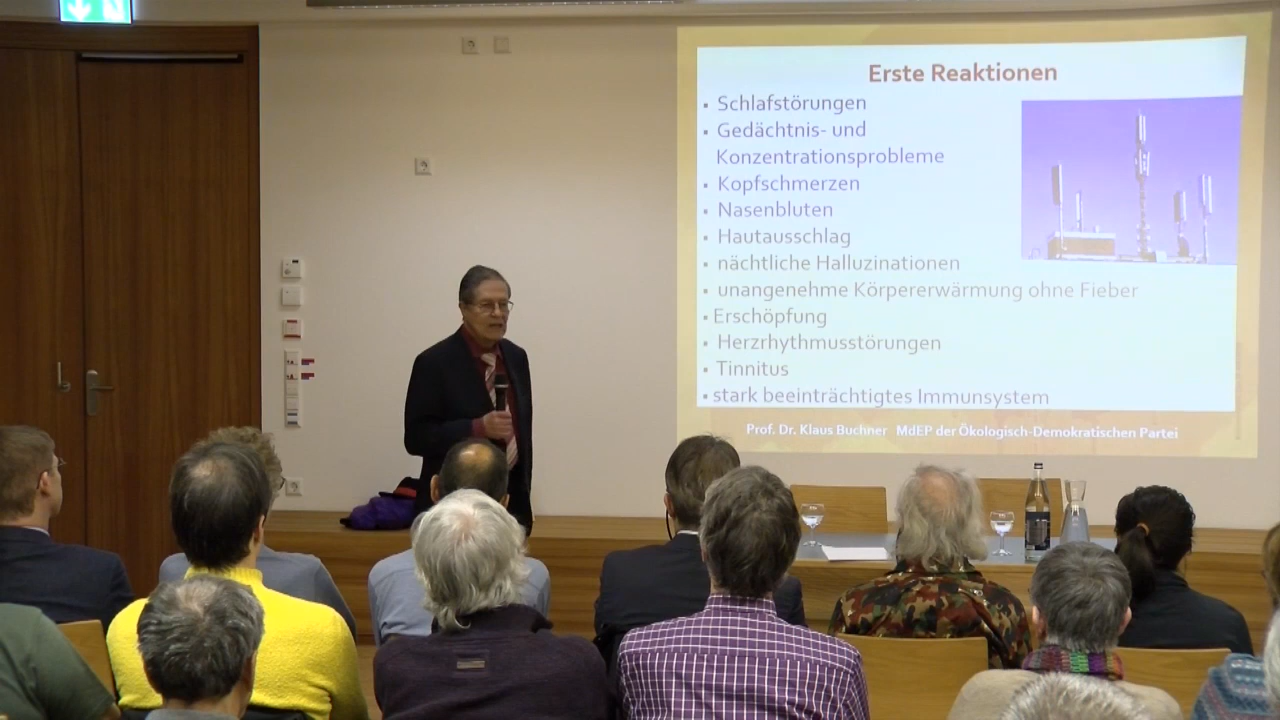 Erste Reaktionen
▪ Schlafstörungen
▪ Gedächtnis- und
Konzentrationsprobleme
▪ Kopfschmerzen
▪ Nasenbluten
▪ Hautausschlag
▪ nächtliche Halluzinationen
▪ unangenehme Körpererwärmung ohne Fieber
▪ Erschöpfung
▪ Herzrhythmusstörungen
▪ Tinnitus
▪ stark beeinträchtigtes Immunsystem
Prof. Dr. Klaus Buchner MdEP der Ökologisch-Demokratischen Partei